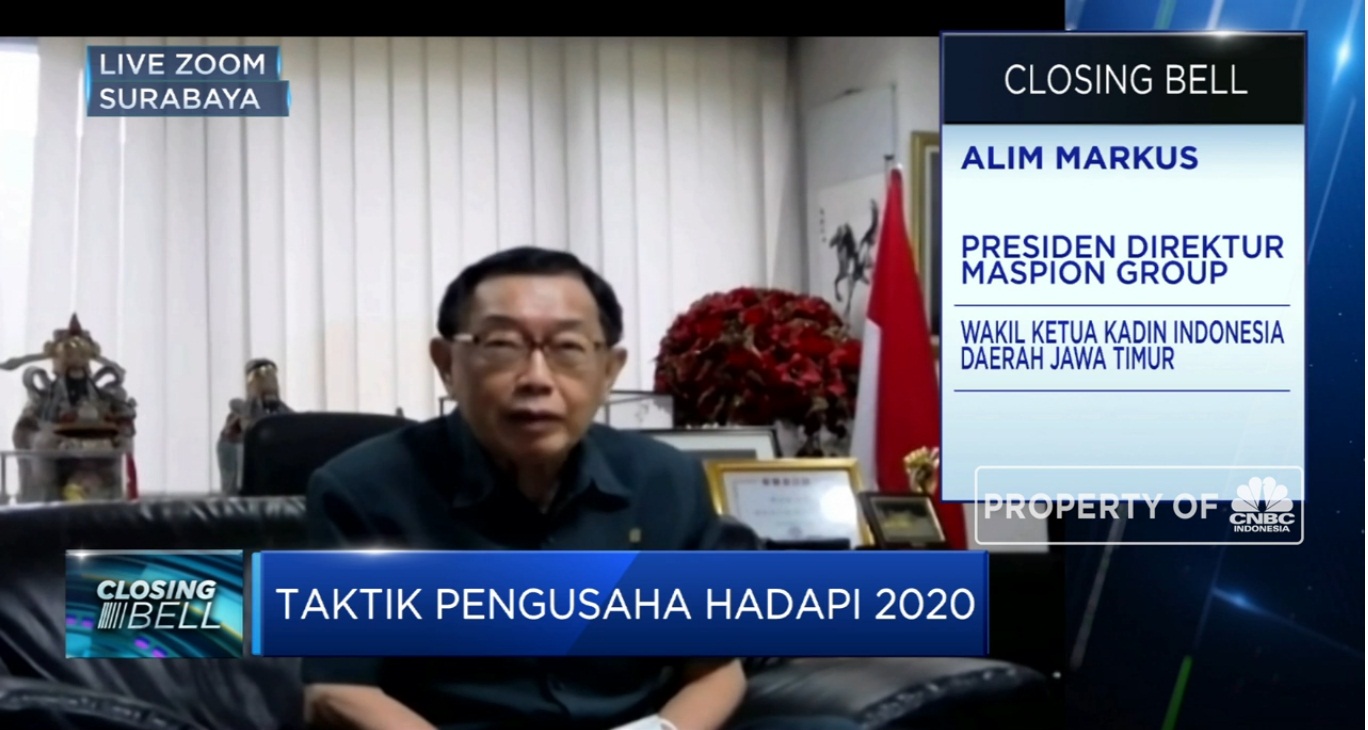 LIVE ZOOM
SURABAYA
CLOSING BELL
ALIM MARKUS
PRESIDEN DIREKTUR
MASPION GROUP
WAKIL KETUA KADIN INDONESIA
DAERAH JAWA TIMUR
PROPERTY OF CNBC
INDONESIA
CLOSING
BELL
TAKTIK PENGUSAHA HADAPI 2020